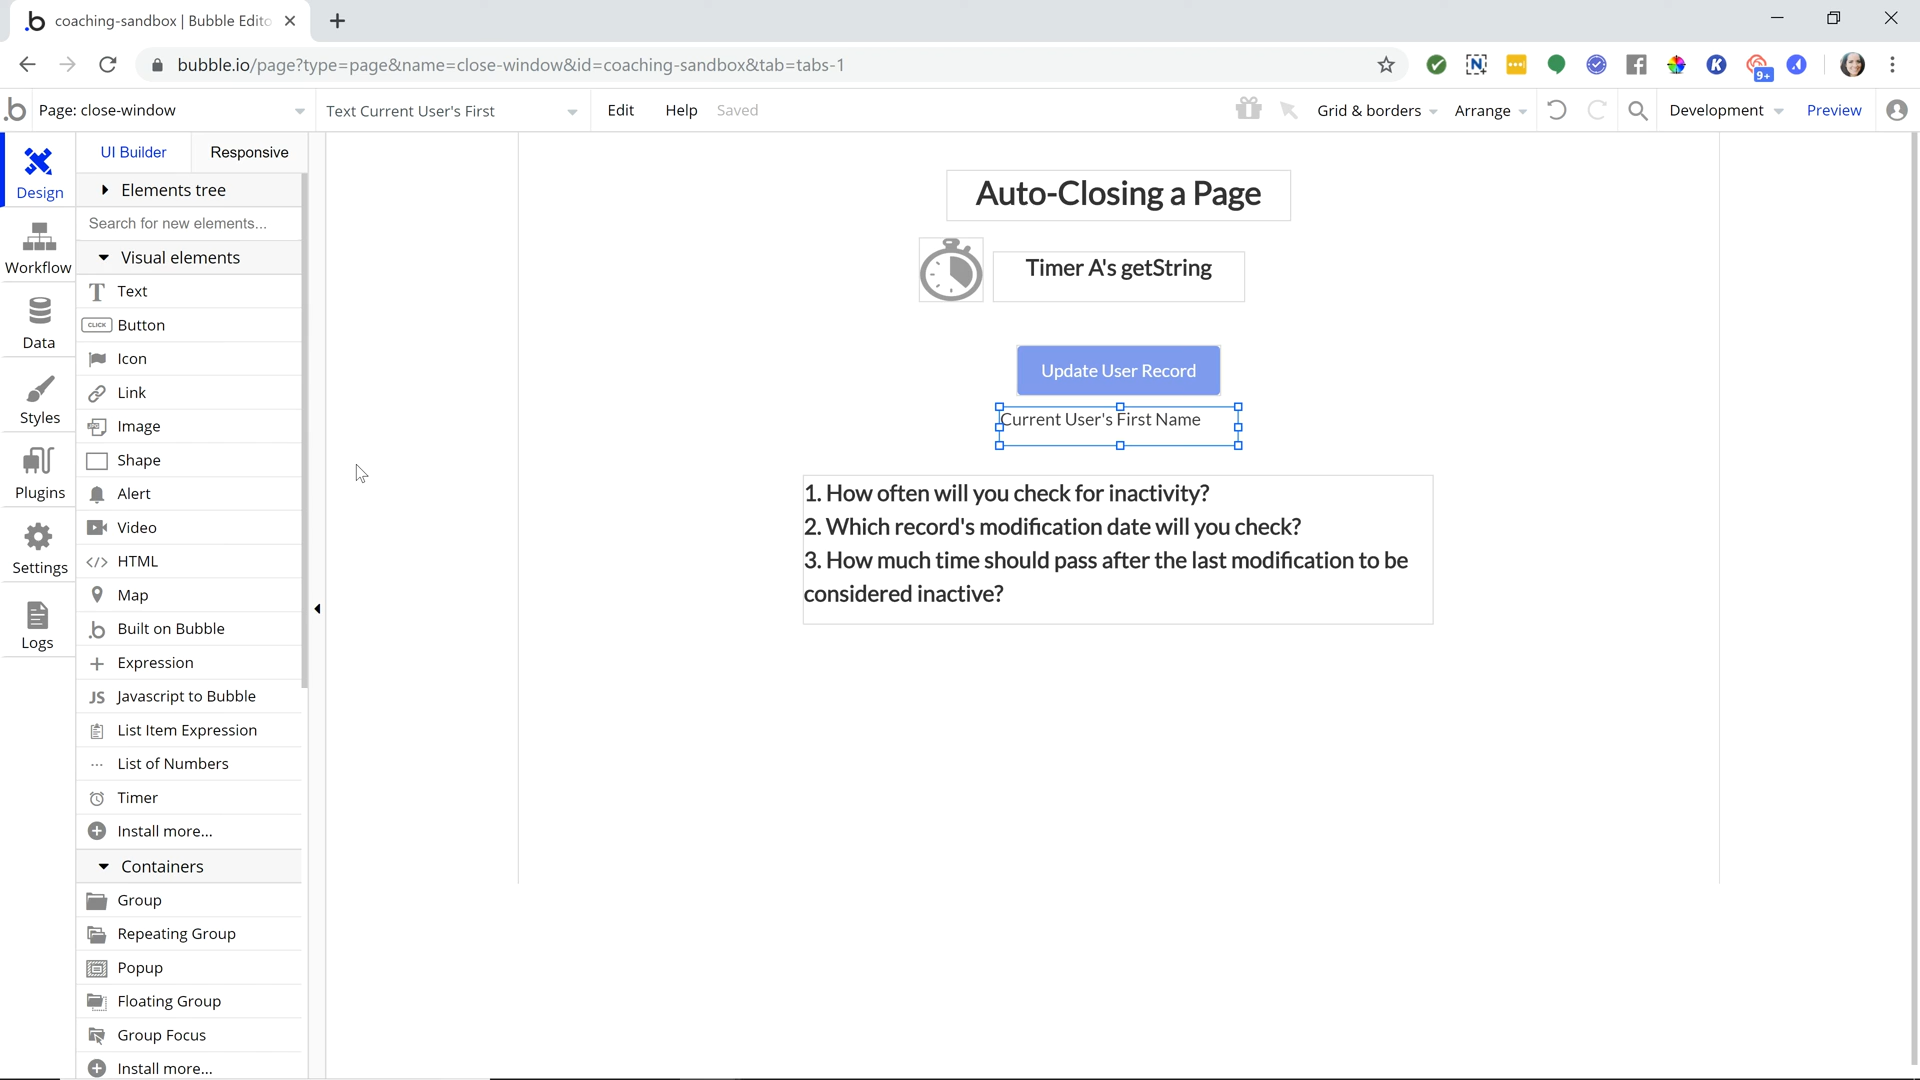 coaching-sandbox | Bubble Edito
bubble.io/page?type=page&name=close-window&id=coaching-sandbox&tab=tabs-1
9+
Page: close-window
Text Current User's First
Edit
Help
Saved
Grid & borders
Arrange
Development
Preview
Design
Workflow
Data
Styles
Plugins
Settings
Logs
UI Builder
Responsive
Elements tree
Search for new elements...
Visual elements
Text
CLICK Button
Icon
Link
Image
Shape
Alert
Video
HTML
Map
Built on Bubble
Expression
JS Javascript to Bubble
List Item Expression
List of Numbers
Timer
Install more...
Containers
Group
Repeating Group
Popup
Floating Group
Group Focus
Install more...
Auto-Closing a Page
Timer A's getString
Update User Record
Current User's First Name
1. How often will you check for inactivity?
2. Which record's modification date will you check?
3. How much time should pass after the last modification to be
considered inactive?